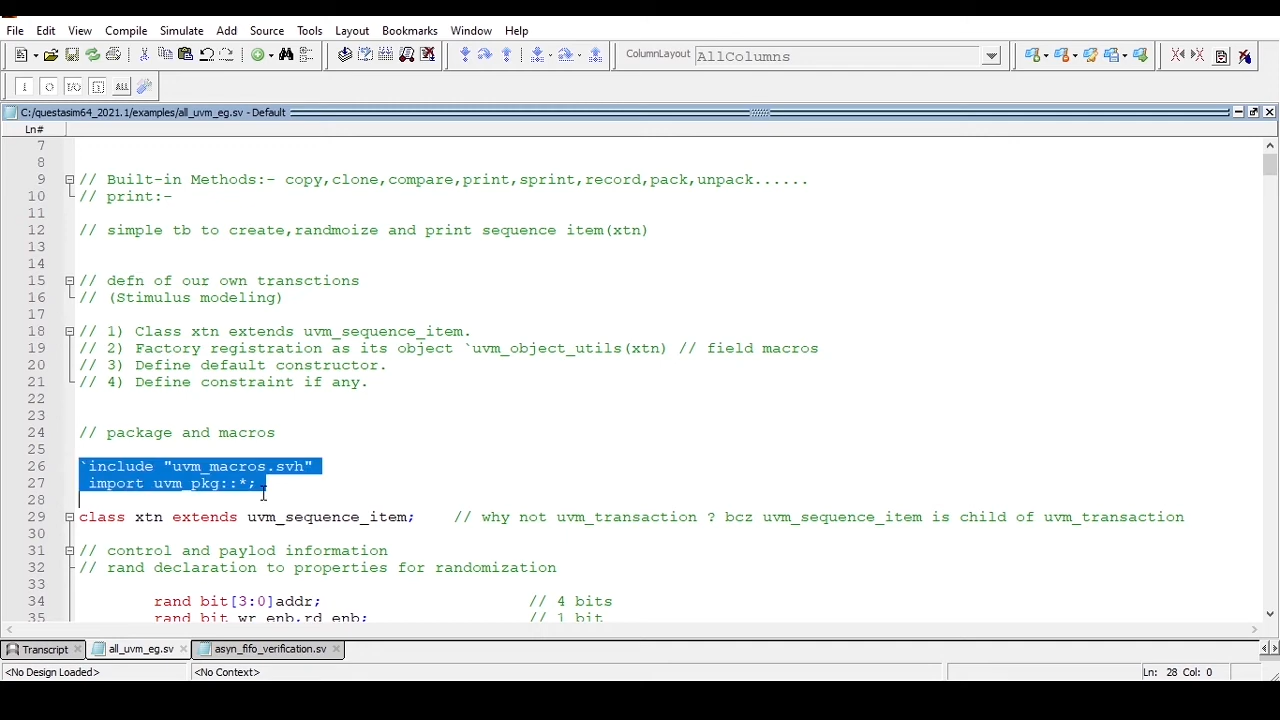 File Edit View Compile Simulate Add Source Tools Layout Bookmarks Window Help
ColumnLayout AllColumns
ALL
C:/questasim64_2021.1/examples/all_uvm_eg.sv - Default
Ln#
7
8
9 // Built-in Methods:- copy,clone,compare,print,sprint,record,pack,unpack......
10 // print:-
11
12 // simple tb to create,randmoize and print sequence item(xtn)
13
14
15 // defn of our own transctions
16 // (Stimulus modeling)
17
18 // 1) Class xtn extends uvm_sequence_item.
19 // 2) Factory registration as its object `uvm_object_utils(xtn) // field macros
20 // 3) Define default constructor.
21 // 4) Define constraint if any.
22
23
24 // package and macros
25
26 `include "uvm_macros.svh"
27 import uvm_pkg::*;
28
29 class xtn extends uvm_sequence_item; // why not uvm_transaction ? bcz uvm_sequence_item is child of uvm_transaction
30
31 // control and paylod information
32 // rand declaration to properties for randomization
33
34 rand bit[3:0]addr; // 4 bits
35 rand bit wr_enb,rd_enb; // 1 bit
Transcript all_uvm_eg.sv asyn_fifo_verification.sv
<No Design Loaded> <No Context> Ln: 28 Col: 0